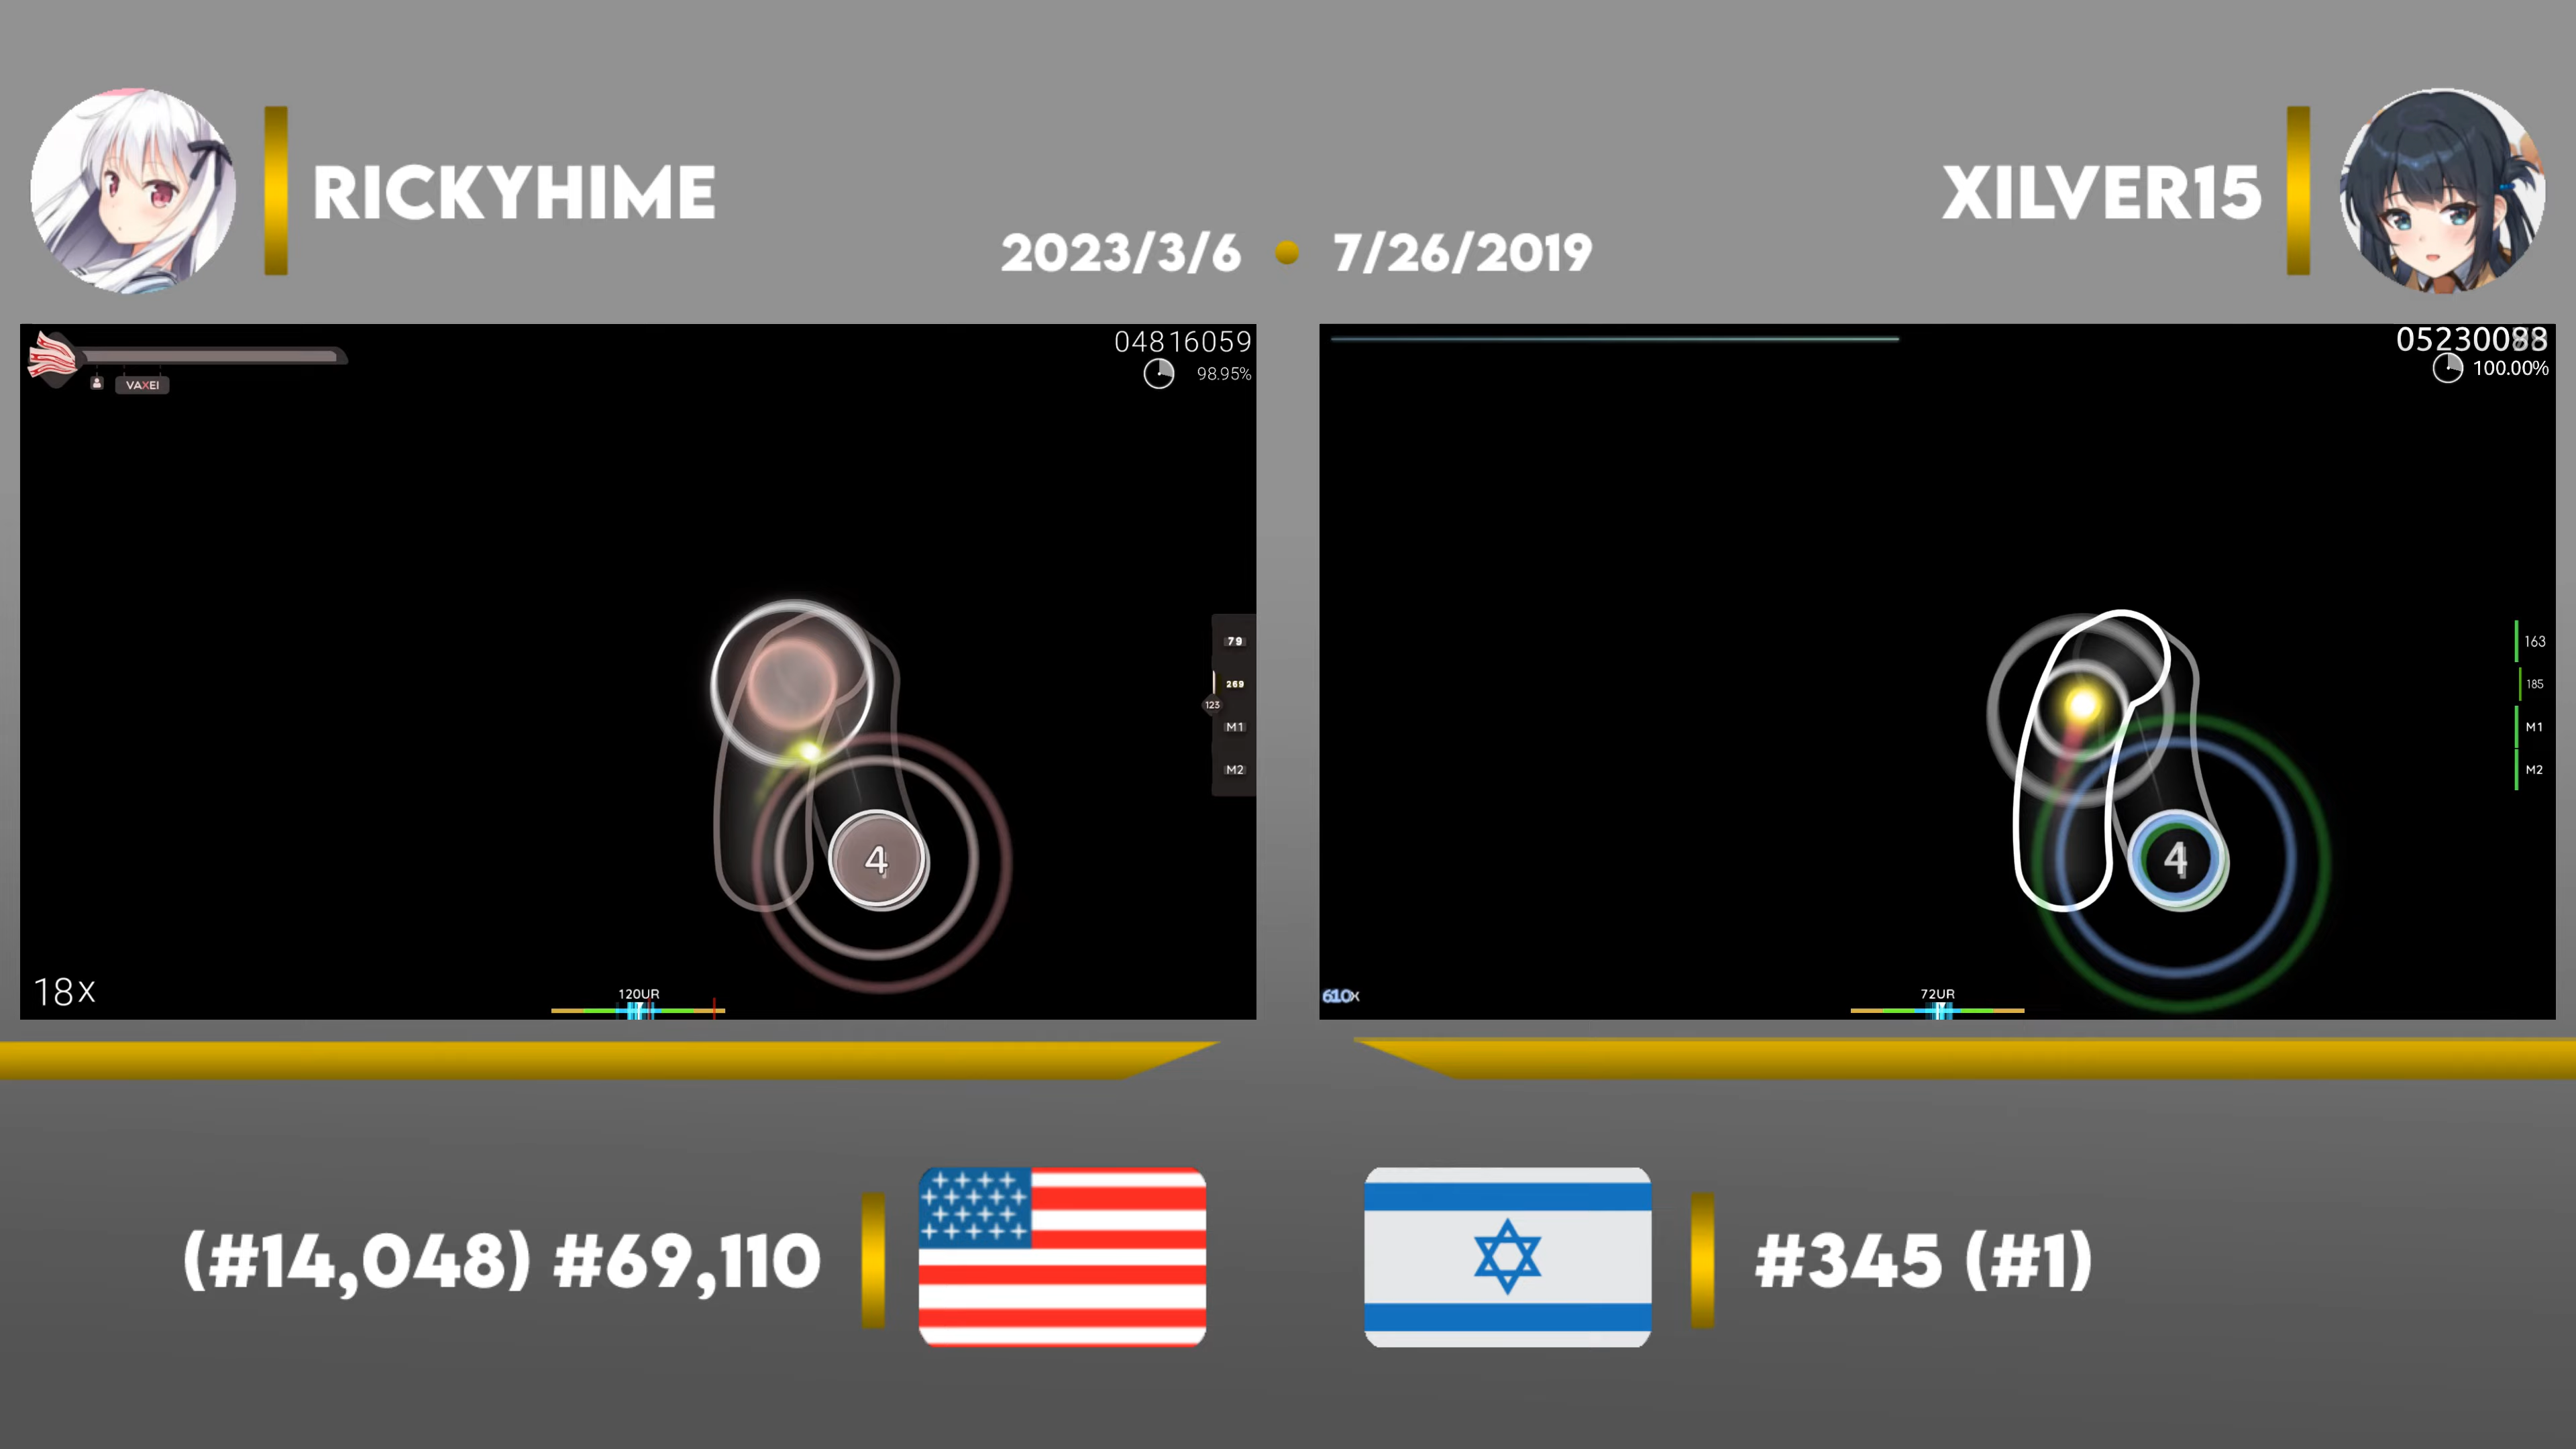 RICKYHIME
XILVER15
2023/3/6 • 7/26/2019
04816059
98.95%
VAXEI
79
269
123
M1
M2
4
18x
120UR
100.00%
163
185
M1
M2
4
610x
72UR
(#14,048) #69,110
#345 (#1)